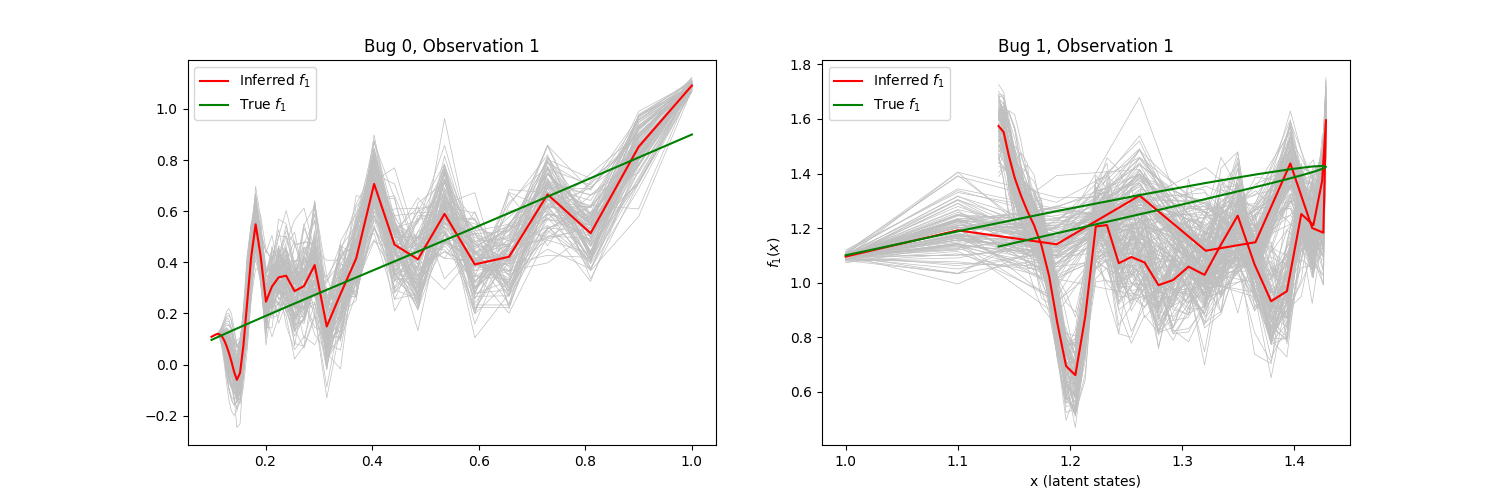 Bug 0, Observation 1
Inferred f₁
True f₁
1.0
0.8
0.6
0.4
0.2
0.0
−0.2
0.2 0.4 0.6 0.8 1.0
Bug 1, Observation 1
Inferred f₁
True f₁
f₁(x)
1.8
1.6
1.4
1.2
1.0
0.8
0.6
1.0 1.1 1.2 1.3 1.4
x (latent states)